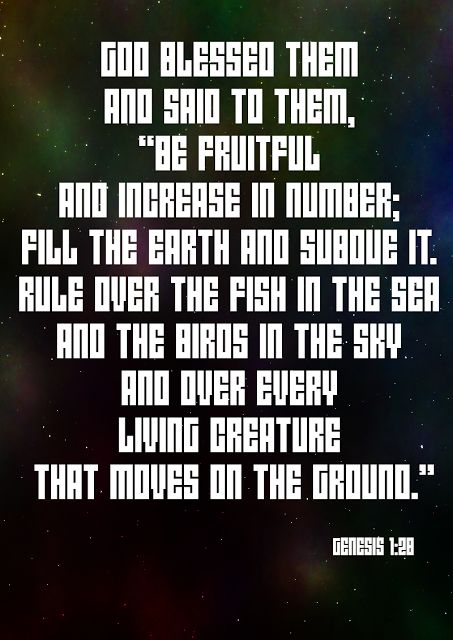 GOD BLESSED THEM
AND SAID TO THEM,
“BE FRUITFUL
AND INCREASE IN NUMBER;
FILL THE EARTH AND SUBDUE IT.
RULE OVER THE FISH IN THE SEA
AND THE BIRDS IN THE SKY
AND OVER EVERY
LIVING CREATURE
THAT MOVES ON THE GROUND.”
GENESIS 1:28